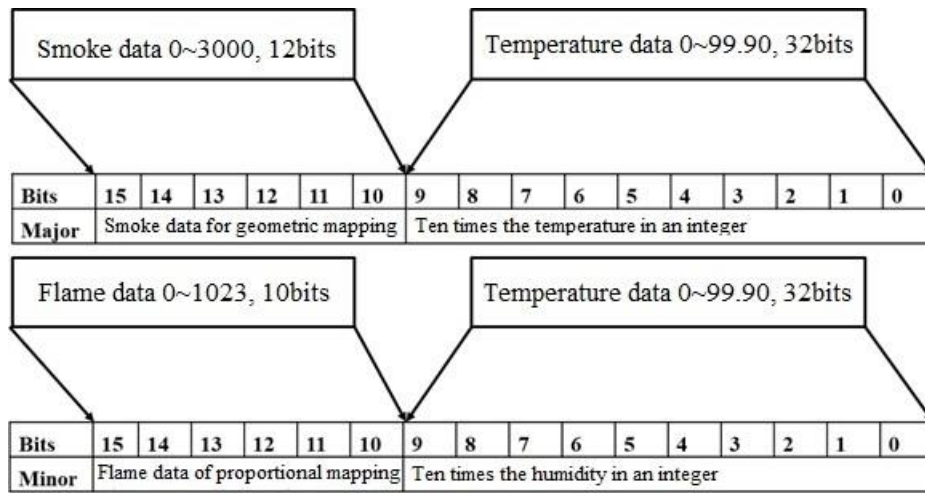 Smoke data 0~3000, 12bits
Temperature data 0~99.90, 32bits
Bits 15 14 13 12 11 10 9 8 7 6 5 4 3 2 1 0
Major Smoke data for geometric mapping Ten times the temperature in an integer
Flame data 0~1023, 10bits
Temperature data 0~99.90, 32bits
Bits 15 14 13 12 11 10 9 8 7 6 5 4 3 2 1 0
Minor Flame data of proportional mapping Ten times the humidity in an integer